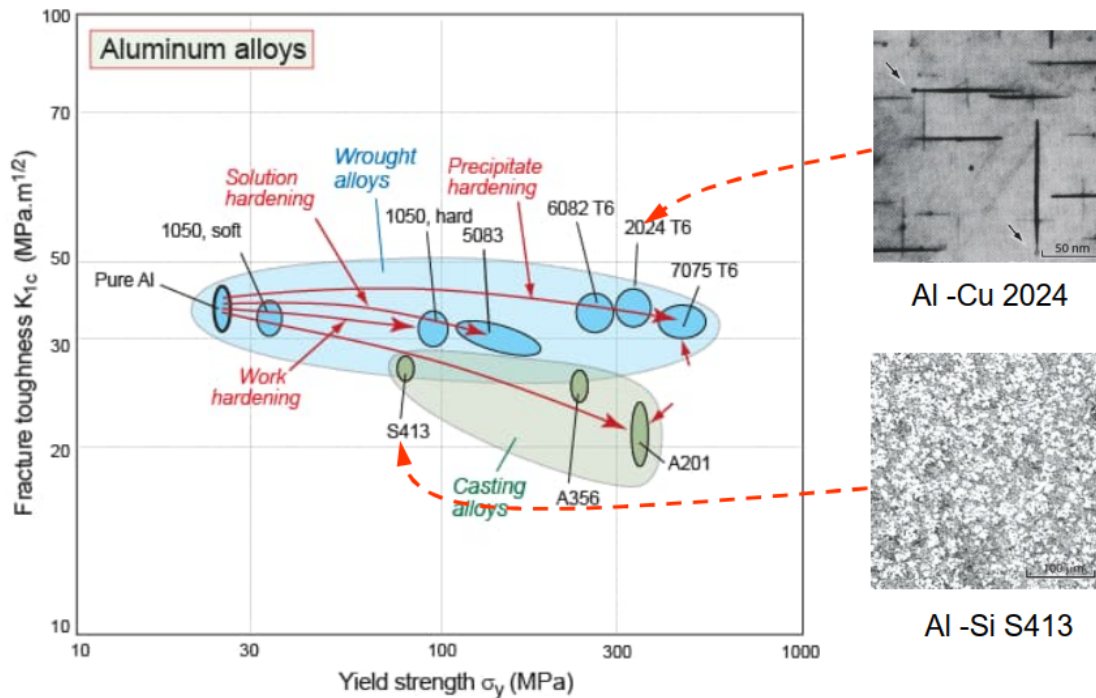 Aluminum alloys
100
70
50
30
20
10
Fracture toughness K1c (MPa.m1/2)
10
30
100
300
1000
Yield strength σy (MPa)
Wrought
alloys
Solution
hardening
Precipitate
hardening
1050, soft
1050, hard
5083
6082 T6
2024 T6
7075 T6
Pure Al
Work
hardening
S413
Casting
alloys
A356
A201
50 nm
Al -Cu 2024
100 μm
Al -Si S413